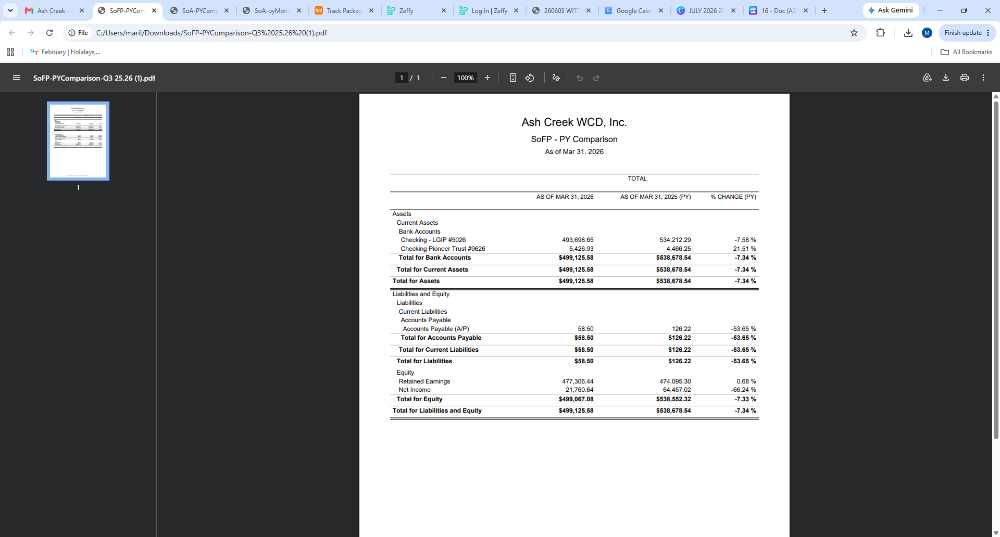 Ash Creek - 
SoFP-PYCom
SoA-PYComp
SoA-byMont
Track Packag
Zeffy
Log in | Zeffy
260603 WITH
Google Caler
JULY 2026 20
16 - Doc (A3
Ask Gemini
File
C:/Users/maril/Downloads/SoFP-PYComparison-Q3%2025.26%20(1).pdf
M
Finish update
NT February | Holidays,...
All Bookmarks
SoFP-PYComparison-Q3 25.26 (1).pdf
1 / 1
100%
1
Ash Creek WCD, Inc.
SoFP - PY Comparison
As of Mar 31, 2026
TOTAL
AS OF MAR 31, 2026 AS OF MAR 31, 2025 (PY) % CHANGE (PY)
Assets
Current Assets
Bank Accounts
Checking - LGIP #5026 493,698.65 534,212.29 -7.58 %
Checking Pioneer Trust #9626 5,426.93 4,466.25 21.51 %
Total for Bank Accounts $499,125.58 $538,678.54 -7.34 %
Total for Current Assets $499,125.58 $538,678.54 -7.34 %
Total for Assets $499,125.58 $538,678.54 -7.34 %
Liabilities and Equity
Liabilities
Current Liabilities
Accounts Payable
Accounts Payable (A/P) 58.50 126.22 -53.65 %
Total for Accounts Payable $58.50 $126.22 -53.65 %
Total for Current Liabilities $58.50 $126.22 -53.65 %
Total for Liabilities $58.50 $126.22 -53.65 %
Equity
Retained Earnings 477,306.44 474,095.30 0.68 %
Net Income 21,760.64 64,457.02 -66.24 %
Total for Equity $499,067.08 $538,552.32 -7.33 %
Total for Liabilities and Equity $499,125.58 $538,678.54 -7.34 %